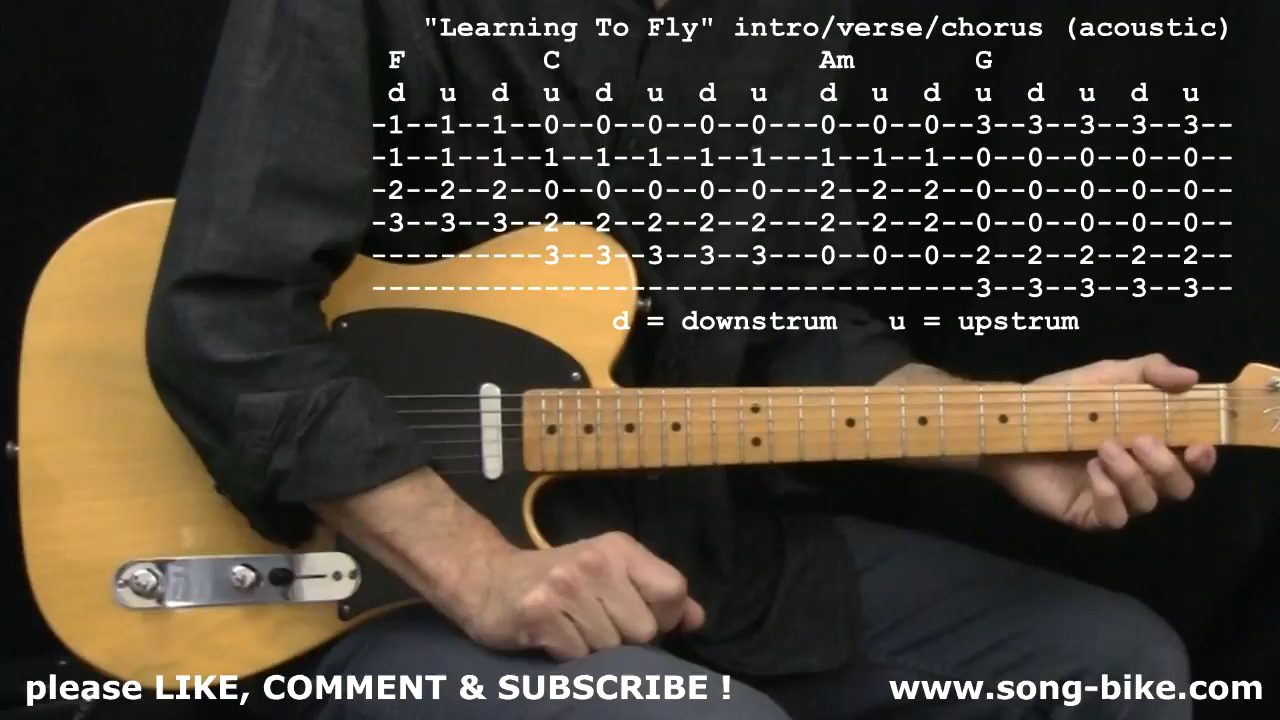 "Learning To Fly" intro/verse/chorus (acoustic)
F C Am G
d u d u d u d u d u d u d u d u
-1--1--1--0--0--0--0--0---0--0--0--3--3--3--3--3--
-1--1--1--1--1--1--1--1---1--1--1--0--0--0--0--0--
-2--2--2--0--0--0--0--0---2--2--2--0--0--0--0--0--
-3--3--3--2--2--2--2--2---2--2--2--0--0--0--0--0--
----------3--3--3--3--3---0--0--0--2--2--2--2--2--
-----------------------------------3--3--3--3--3--
d = downstrum u = upstrum
please LIKE, COMMENT & SUBSCRIBE ! www.song-bike.com